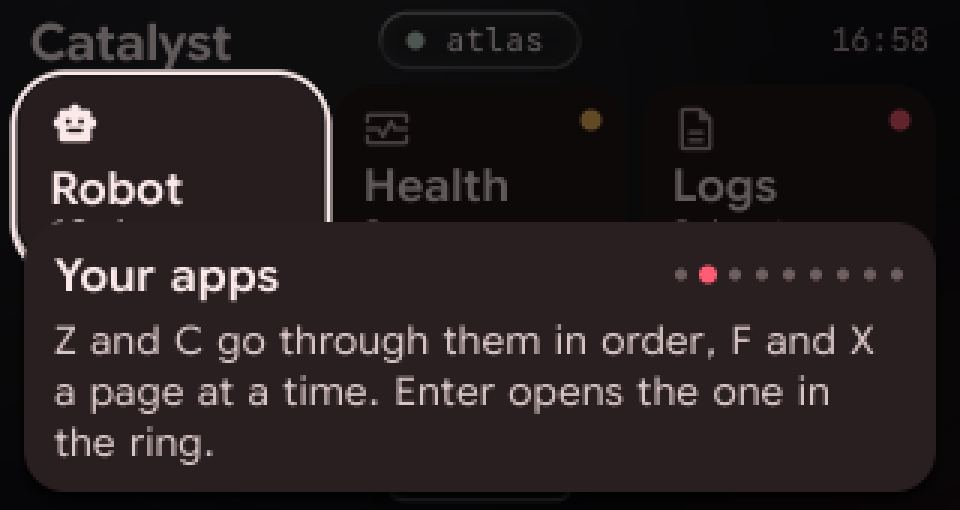 Catalyst
atlas
16:58
Robot
Health
Logs
Your apps
Z and C go through them in order, F and X
a page at a time. Enter opens the one in
the ring.